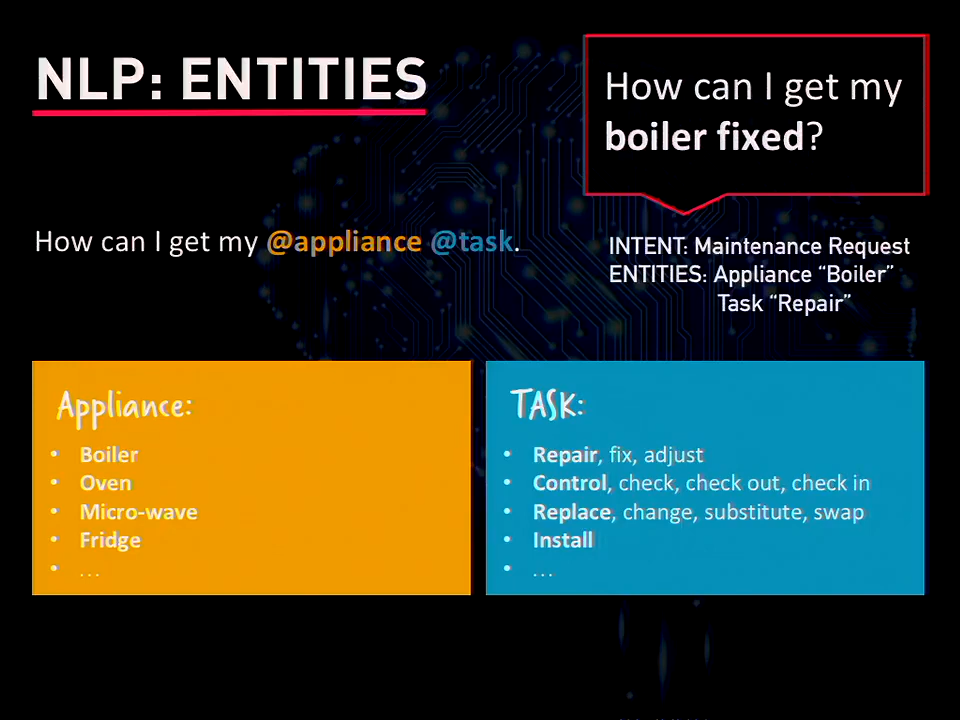 NLP: ENTITIES
How can I get my
boiler fixed?
How can I get my @appliance @task.
INTENT: Maintenance Request
ENTITIES: Appliance “Boiler”
Task “Repair”
Appliance:
• Boiler
• Oven
• Micro-wave
• Fridge
• ...
TASK:
• Repair, fix, adjust
• Control, check, check out, check in
• Replace, change, substitute, swap
• Install
• ...